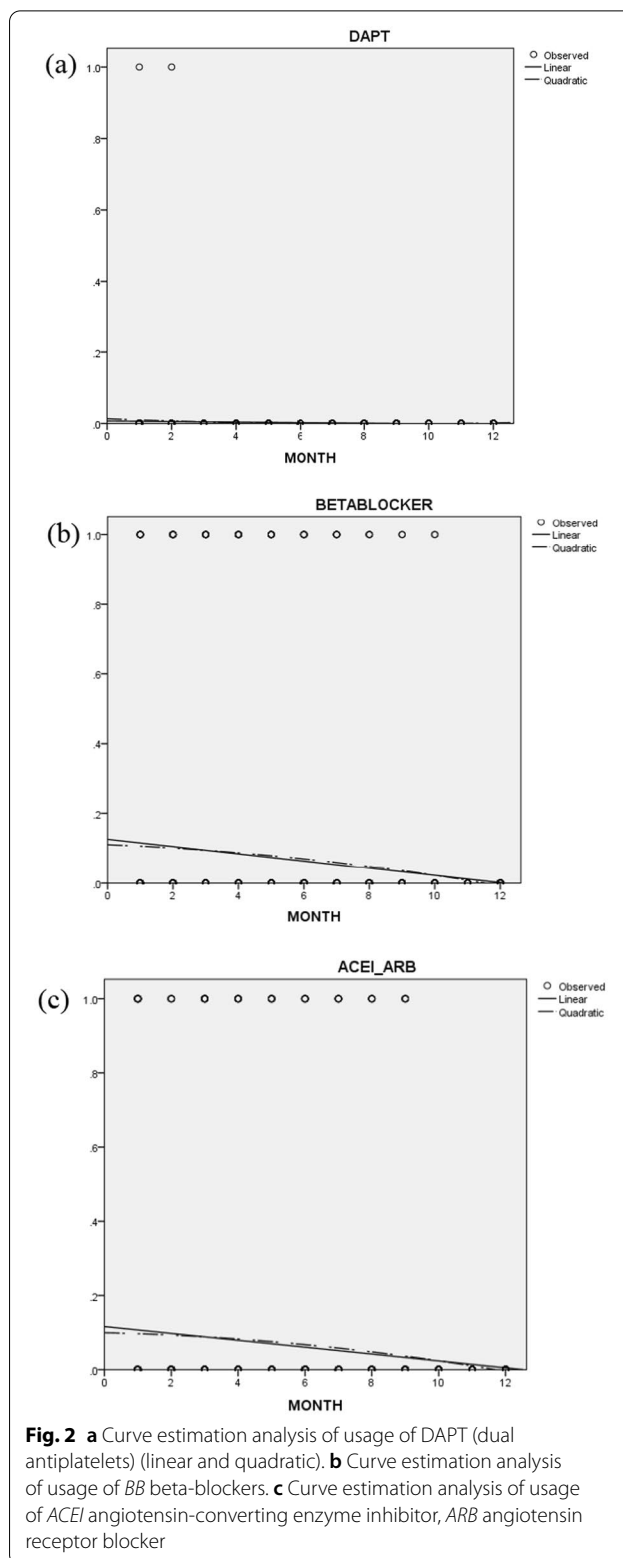 DAPT
(a)
Observed
Linear
Quadratic
1.0
.8
.6
.4
.2
.0
0 2 4 6 8 10 12
MONTH
BETABLOCKER
(b)
Observed
Linear
Quadratic
1.0
.8
.6
.4
.2
.0
0 2 4 6 8 10 12
MONTH
ACEI_ARB
(c)
Observed
Linear
Quadratic
1.0
.8
.6
.4
.2
.0
0 2 4 6 8 10 12
MONTH
Fig. 2 a Curve estimation analysis of usage of DAPT (dual
antiplatelets) (linear and quadratic). b Curve estimation analysis
of usage of BB beta-blockers. c Curve estimation analysis of usage
of ACEI angiotensin-converting enzyme inhibitor, ARB angiotensin
receptor blocker